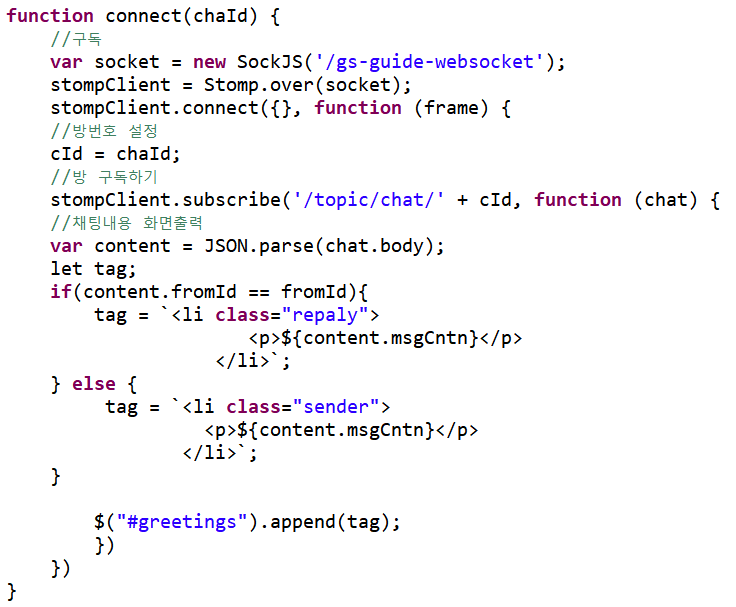 function connect(chaId) {
    //구독
    var socket = new SockJS('/gs-guide-websocket');
    stompClient = Stomp.over(socket);
    stompClient.connect({}, function (frame) {
    //방번호 설정
    cId = chaId;
    //방 구독하기
    stompClient.subscribe('/topic/chat/' + cId, function (chat) {
    //채팅내용 화면출력
    var content = JSON.parse(chat.body);
    let tag;
    if(content.fromId == fromId){
        tag = `<li class="repaly">
                      <p>${content.msgCntn}</p>
                   </li>`;
    } else {
         tag = `<li class="sender">
                  <p>${content.msgCntn}</p>
                </li>`;
    }

        $("#greetings").append(tag);
        })
    })
}